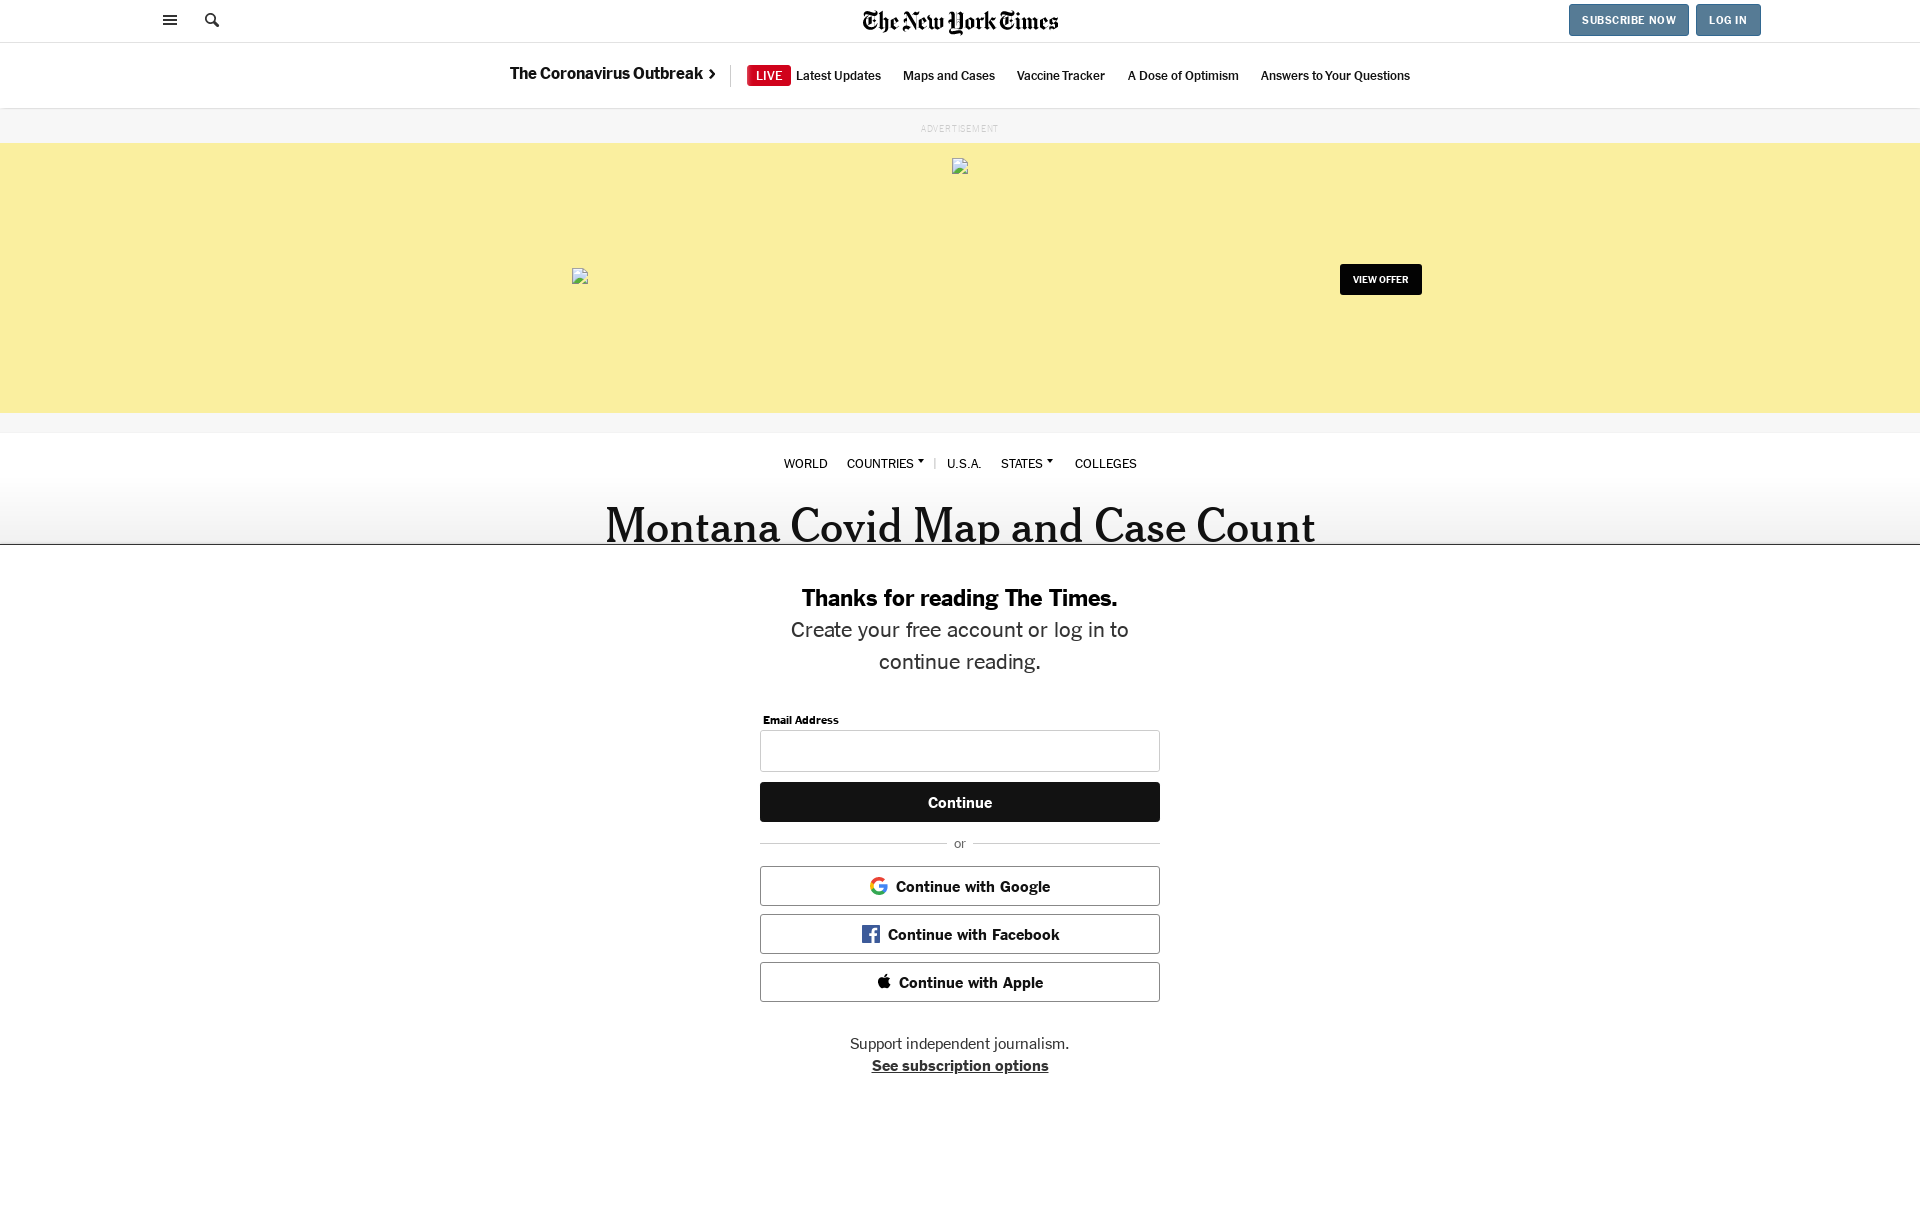 The New York Times
SUBSCRIBE NOW
LOG IN
The Coronavirus Outbreak
LIVE Latest Updates
Maps and Cases
Vaccine Tracker
A Dose of Optimism
Answers to Your Questions
ADVERTISEMENT
VIEW OFFER
WORLD
COUNTRIES
U.S.A.
STATES
COLLEGES
Montana Covid Map and Case Count
Thanks for reading The Times.
Create your free account or log in to
continue reading.
Email Address
Continue
or
Continue with Google
Continue with Facebook
Continue with Apple
Support independent journalism.
See subscription options